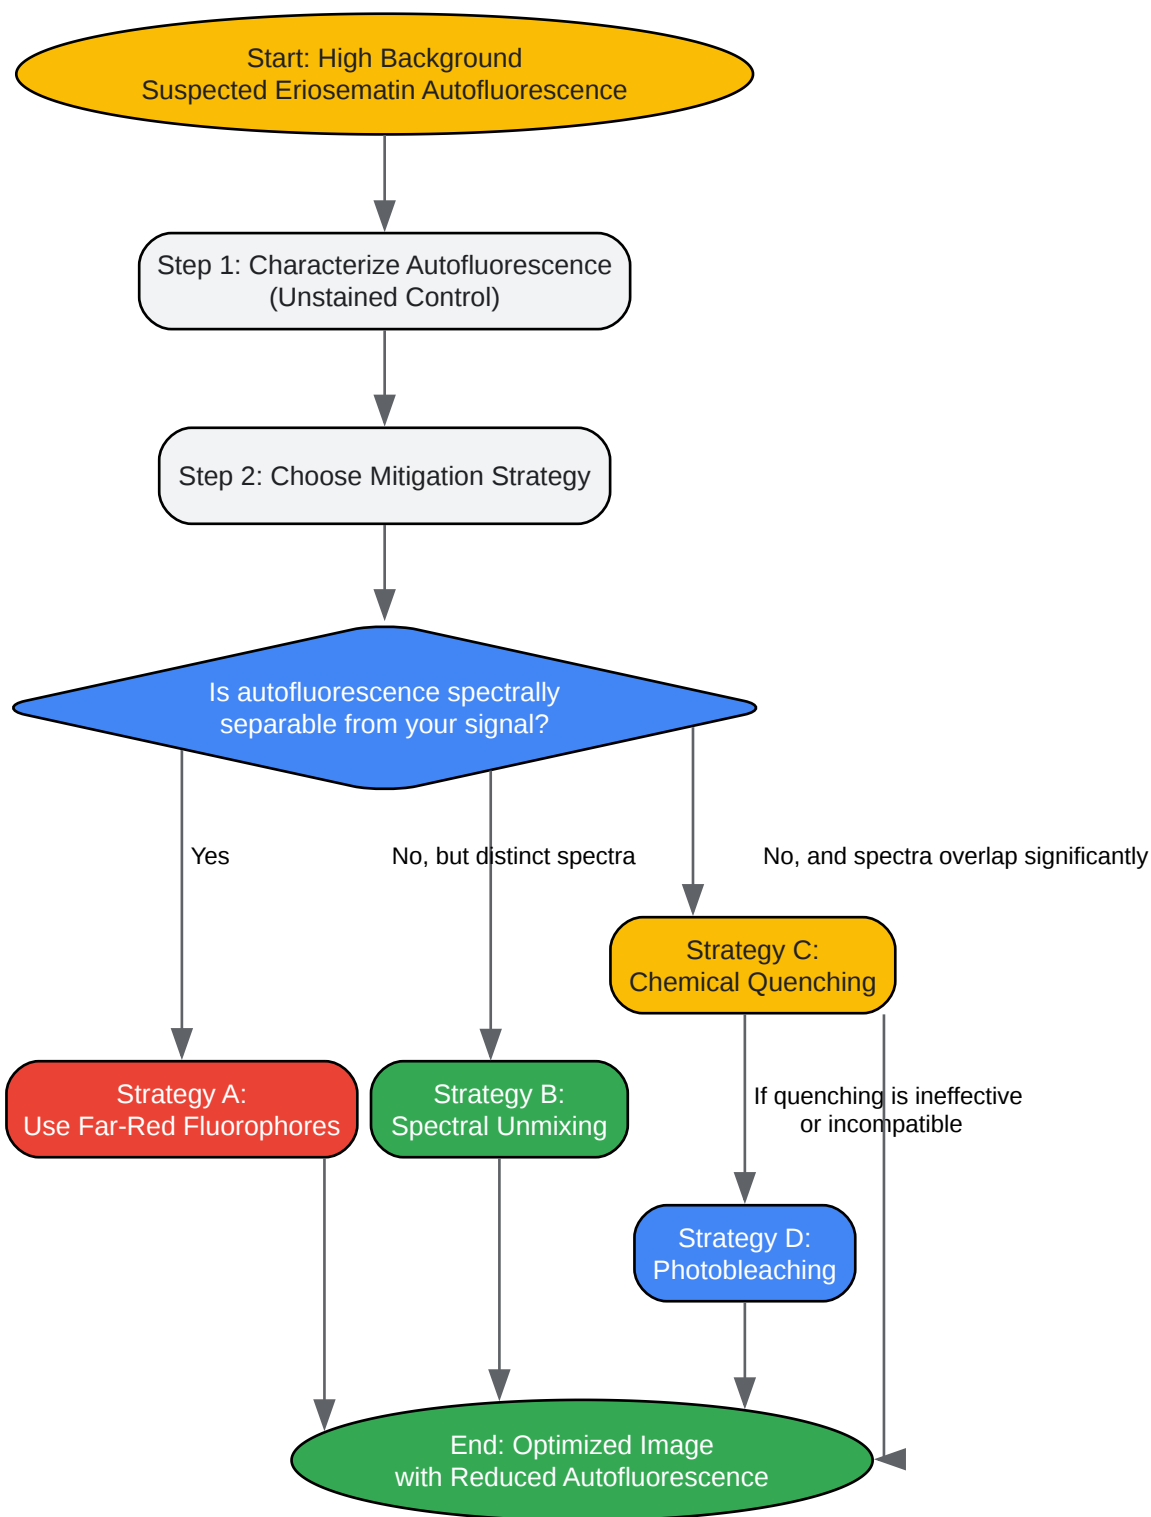 Start: High Background
Suspected Eriosematin Autofluorescence
Step 1: Characterize Autofluorescence
(Unstained Control)
Step 2: Choose Mitigation Strategy
Is autofluorescence spectrally
separable from your signal?
Yes
No, but distinct spectra
No, and spectra overlap significantly
Strategy C:
Chemical Quenching
Strategy A:
Use Far-Red Fluorophores
Strategy B:
Spectral Unmixing
If quenching is ineffective
or incompatible
Strategy D:
Photobleaching
End: Optimized Image
with Reduced Autofluorescence